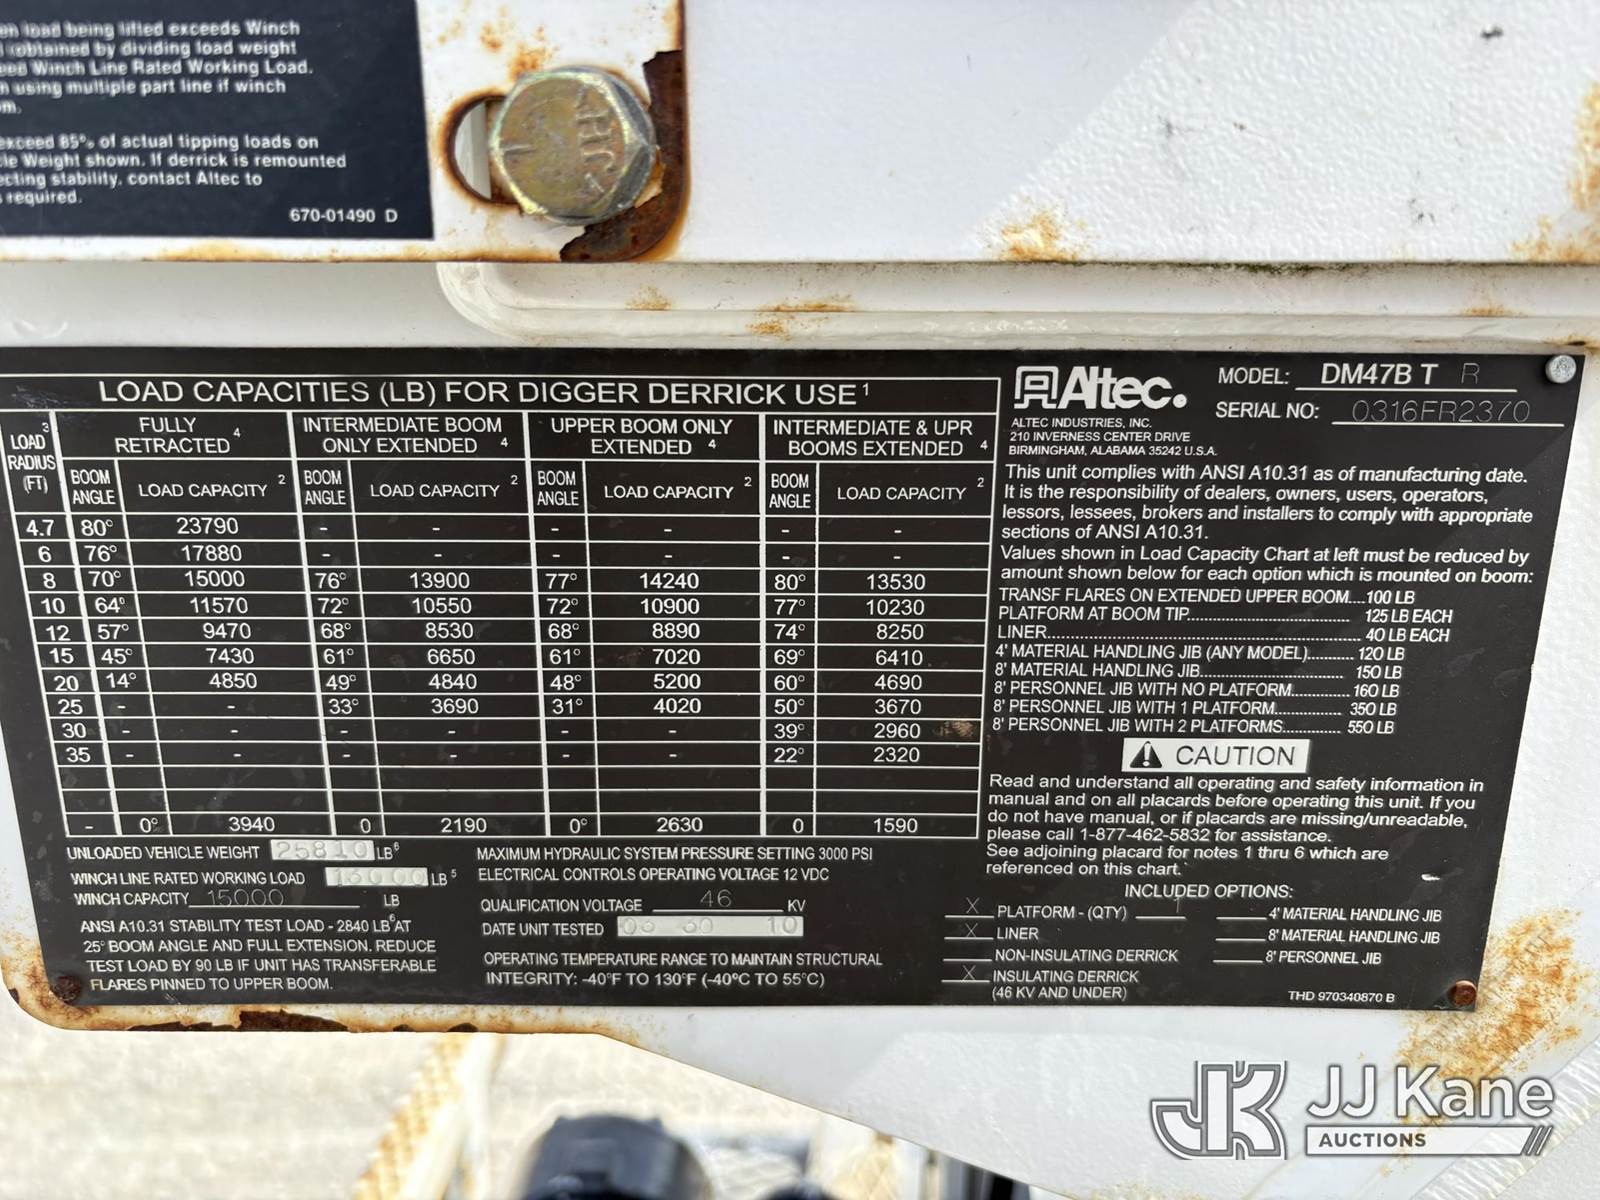 en load being lifted exceeds Winch
(obtained by dividing load weight
Winch Line Rated Working Load.
using multiple part line if winch
exceed 85% of actual tipping loads on
Weight shown. If derrick is remounted
stability, contact Altec to
required.
670-01490 D
LOAD CAPACITIES (LB) FOR DIGGER DERRICK USE 1
3 LOAD RADIUS (FT) FULLY RETRACTED 4 INTERMEDIATE BOOM ONLY EXTENDED 4 UPPER BOOM ONLY EXTENDED 4 INTERMEDIATE & UPR BOOMS EXTENDED 4
BOOM ANGLE LOAD CAPACITY 2 BOOM ANGLE LOAD CAPACITY 2 BOOM ANGLE LOAD CAPACITY 2 BOOM ANGLE LOAD CAPACITY 2
4.7 80° 23790 - - - - - -
6 76° 17880 - - - - - -
8 70° 15000 76° 13900 77° 14240 80° 13530
10 64° 11570 72° 10550 72° 10900 77° 10230
12 57° 9470 68° 8530 68° 8890 74° 8250
15 45° 7430 61° 6650 61° 7020 69° 6410
20 14° 4850 49° 4840 48° 5200 60° 4690
25 - - 33° 3690 31° 4020 50° 3670
30 - - - - - - 39° 2960
35 - - - - - - 22° 2320
- 0° 3940 0 2190 0° 2630 0 1590
UNLOADED VEHICLE WEIGHT 25810 LB 6
WINCH LINE RATED WORKING LOAD LB 5
WINCH CAPACITY 15000 LB
ANSI A10.31 STABILITY TEST LOAD - 2840 LB 6 AT
25° BOOM ANGLE AND FULL EXTENSION. REDUCE
TEST LOAD BY 90 LB IF UNIT HAS TRANSFERABLE
FLARES PINNED TO UPPER BOOM.
MAXIMUM HYDRAULIC SYSTEM PRESSURE SETTING 3000 PSI
ELECTRICAL CONTROLS OPERATING VOLTAGE 12 VDC
QUALIFICATION VOLTAGE 46 KV
DATE UNIT TESTED 03 30 10
OPERATING TEMPERATURE RANGE TO MAINTAIN STRUCTURAL
INTEGRITY: -40°F TO 130°F (-40°C TO 55°C)
Altec.
ALTEC INDUSTRIES, INC.
210 INVERNESS CENTER DRIVE
BIRMINGHAM, ALABAMA 35242 U.S.A.
MODEL: DM47B T R
SERIAL NO: 0316FR2370
This unit complies with ANSI A10.31 as of manufacturing date.
It is the responsibility of dealers, owners, users, operators,
lessors, lessees, brokers and installers to comply with appropriate
sections of ANSI A10.31.
Values shown in Load Capacity Chart at left must be reduced by
amount shown below for each option which is mounted on boom:
TRANSF FLARES ON EXTENDED UPPER BOOM....100 LB
PLATFORM AT BOOM TIP........ 125 LB EACH
LINER........ 40 LB EACH
4' MATERIAL HANDLING JIB (ANY MODEL)........ 120 LB
8' MATERIAL HANDLING JIB........ 150 LB
8' PERSONNEL JIB WITH NO PLATFORM........ 160 LB
8' PERSONNEL JIB WITH 1 PLATFORM........ 350 LB
8' PERSONNEL JIB WITH 2 PLATFORMS........ 550 LB
CAUTION
Read and understand all operating and safety information in
manual and on all placards before operating this unit. If you
do not have manual, or if placards are missing/unreadable,
please call 1-877-462-5832 for assistance.
See adjoining placard for notes 1 thru 6 which are
referenced on this chart.
INCLUDED OPTIONS:
X PLATFORM - (QTY) 1
X LINER
NON-INSULATING DERRICK
X INSULATING DERRICK
(46 KV AND UNDER)
4' MATERIAL HANDLING JIB
8' MATERIAL HANDLING JIB
8' PERSONNEL JIB
THD 970340870 B
JK JJ Kane
AUCTIONS